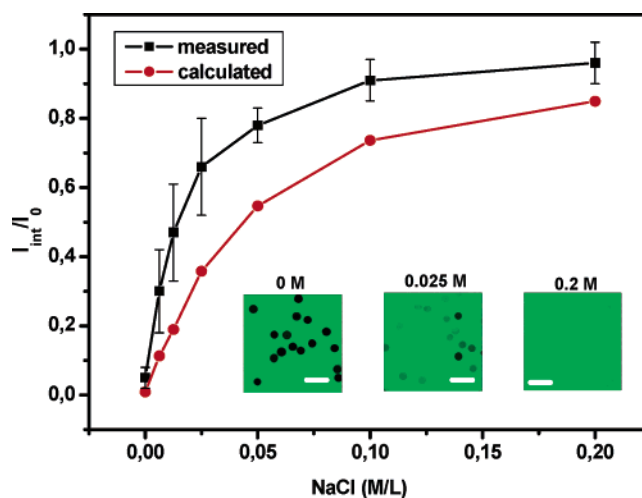 1,0
0,8
0,6
0,4
0,2
0,0
I_int/I_0
measured
calculated
0 M 0.025 M 0.2 M
0,00 0,05 0,10 0,15 0,20
NaCl (M/L)